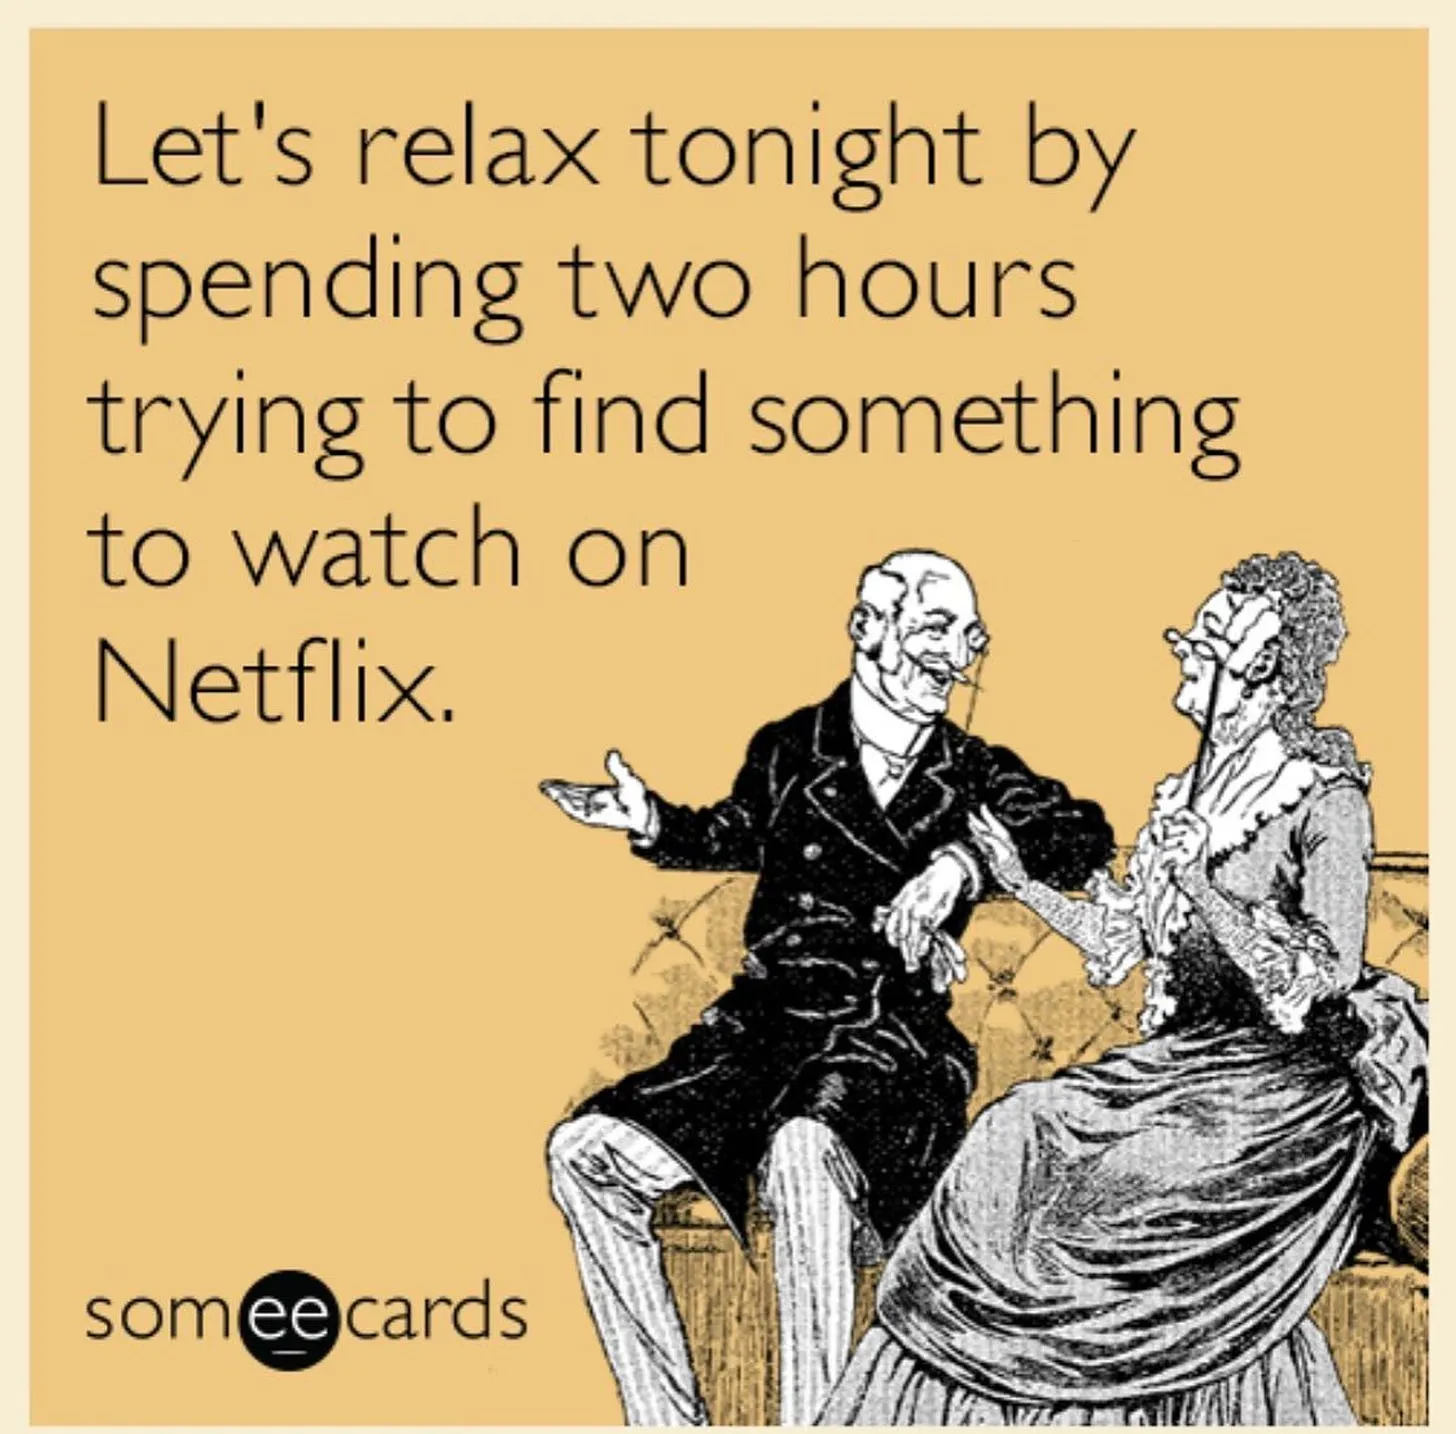 Let's relax tonight by
spending two hours
trying to find something
to watch on
Netflix.
someecards